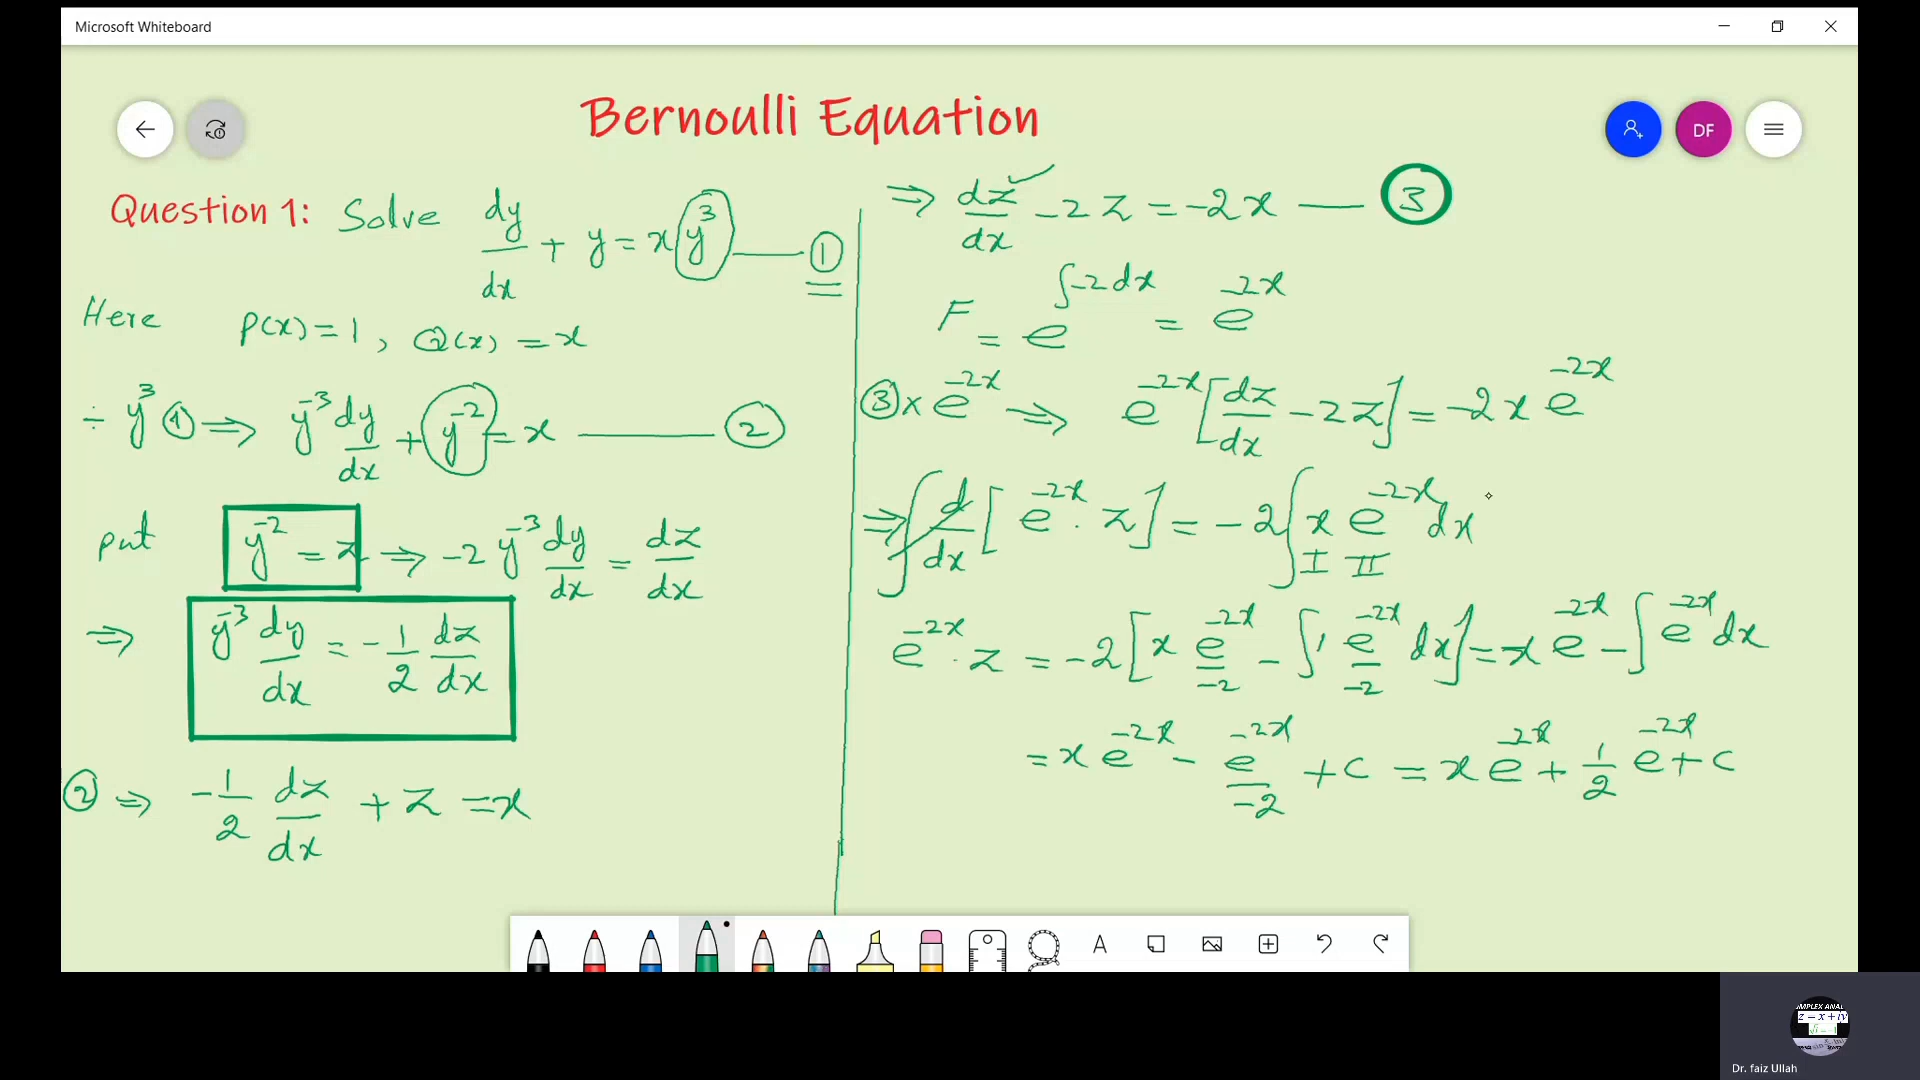 Microsoft Whiteboard
Bernoulli Equation
DF
Question 1: Solve dy/dx + y = x y³ —— ①
Here P(x) = 1, Q(x) = x
÷ y³ ① ⇒ y⁻³ dy/dx + y⁻² = x —— ②
put y⁻² = z ⇒ -2 y⁻³ dy/dx = dz/dx
⇒ y⁻³ dy/dx = -1/2 dz/dx
② ⇒ -1/2 dz/dx + z = x
⇒ dz/dx - 2z = -2x —— ③
F = e^∫-2dx = e^-2x
③ × e^-2x ⇒ e^-2x [dz/dx - 2z] = -2x e^-2x
⇒ ∫ d/dx [e^-2x · z] = -2 ∫ x e^-2x dx
I II
e^-2x · z = -2 [x e^-2x/-2 - ∫ 1 e^-2x/-2 dx] = x e^-2x - ∫ e^-2x dx
= x e^-2x - e^-2x/-2 + c = x e^-2x + 1/2 e^-2x + c
A
z = x + iy
Dr. faiz Ullah